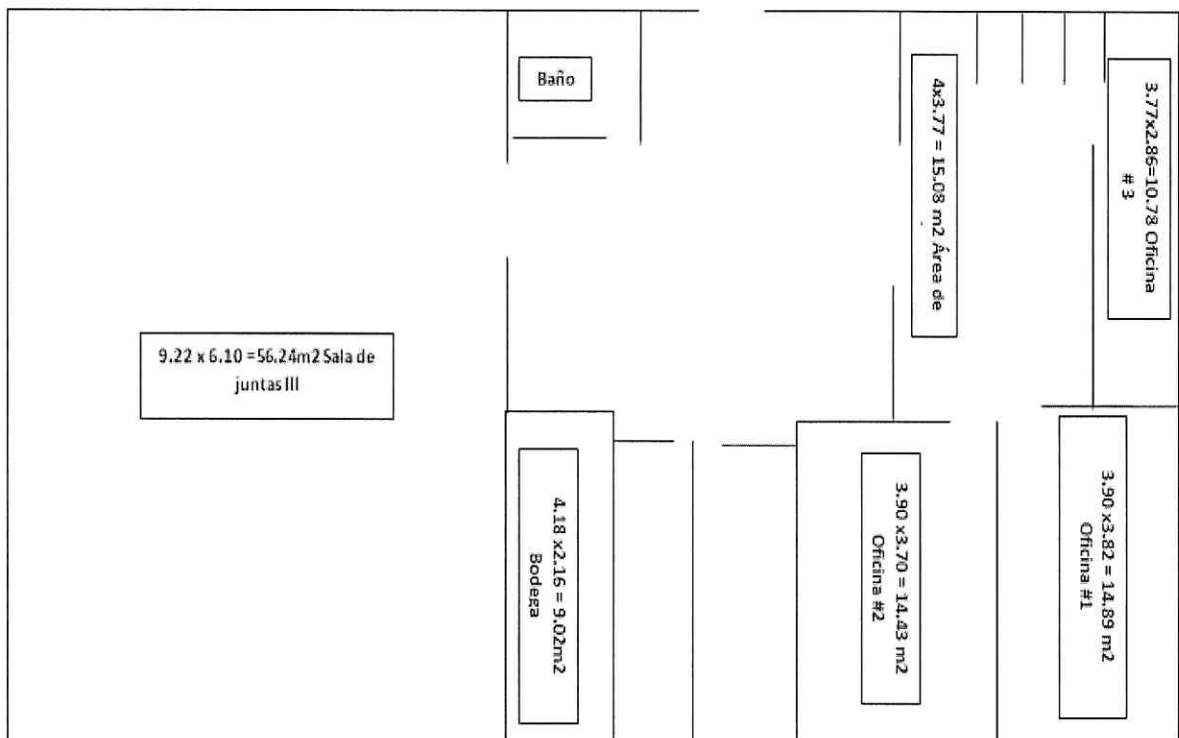 Baño
4x3.77 = 15.08 m2 Área de
3.77x2.86=10.78 Oficina
# 3
9.22 x 6.10 =56.24m2 Sala de
juntas III
4.18 x2.16 = 9.02m2
Bodega
3.90 x3.70 = 14.43 m2
Oficina #2
3.90 x3.82 = 14.89 m2
Oficina #1